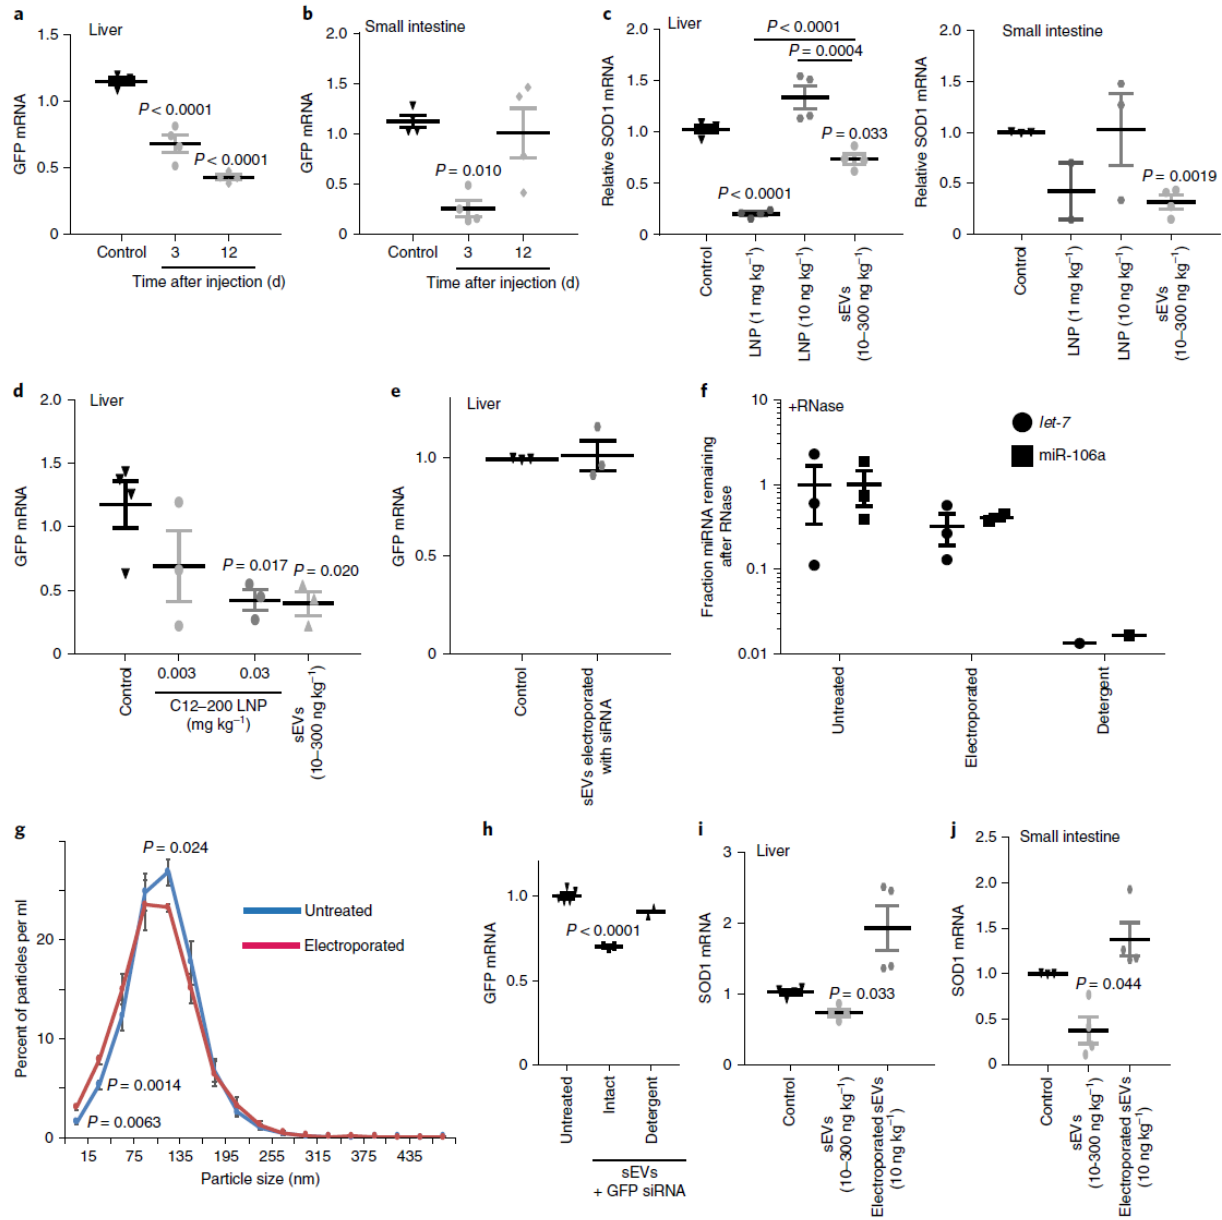 a
Liver
GFP mRNA
1.5
1.0
0.5
0
P < 0.0001
P < 0.0001
Control
3
12
Time after injection (d)
b
Small intestine
GFP mRNA
2.0
1.5
1.0
0.5
0
P = 0.010
Control
3
12
Time after injection (d)
c
Liver
Relative SOD1 mRNA
2.0
1.5
1.0
0.5
0
P < 0.0001
P = 0.0004
P = 0.033
P < 0.0001
Control
LNP (1 mg kg⁻¹)
LNP (10 ng kg⁻¹)
sEVs
(10–300 ng kg⁻¹)
Small intestine
Relative SOD1 mRNA
2.0
1.5
1.0
0.5
0
P = 0.0019
Control
LNP (1 mg kg⁻¹)
LNP (10 ng kg⁻¹)
sEVs
(10–300 ng kg⁻¹)
d
Liver
GFP mRNA
2.0
1.5
1.0
0.5
0
P = 0.017
P = 0.020
Control
0.003
0.03
C12–200 LNP
(mg kg⁻¹)
sEVs
(10–300 ng kg⁻¹)
e
Liver
GFP mRNA
1.0
0.5
0
Control
sEVs electroporated
with siRNA
f
+RNase
let-7
miR-106a
Fraction miRNA remaining
after RNase
10
1
0.1
0.01
Untreated
Electroporated
Detergent
g
Percent of particles per ml
20
10
0
P = 0.024
P = 0.0014
P = 0.0063
Untreated
Electroporated
15
75
135
195
255
315
375
435
Particle size (nm)
h
GFP mRNA
1.0
0.5
0
P < 0.0001
Untreated
Intact
Detergent
sEVs
+ GFP siRNA
i
Liver
SOD1 mRNA
3
2
1
0
P = 0.033
Control
sEVs
(10–300 ng kg⁻¹)
Electroporated sEVs
(10 ng kg⁻¹)
j
Small intestine
SOD1 mRNA
2.5
2.0
1.5
1.0
0.5
0
P = 0.044
Control
sEVs
(10-300 ng kg⁻¹)
Electroporated sEVs
(10 ng kg⁻¹)